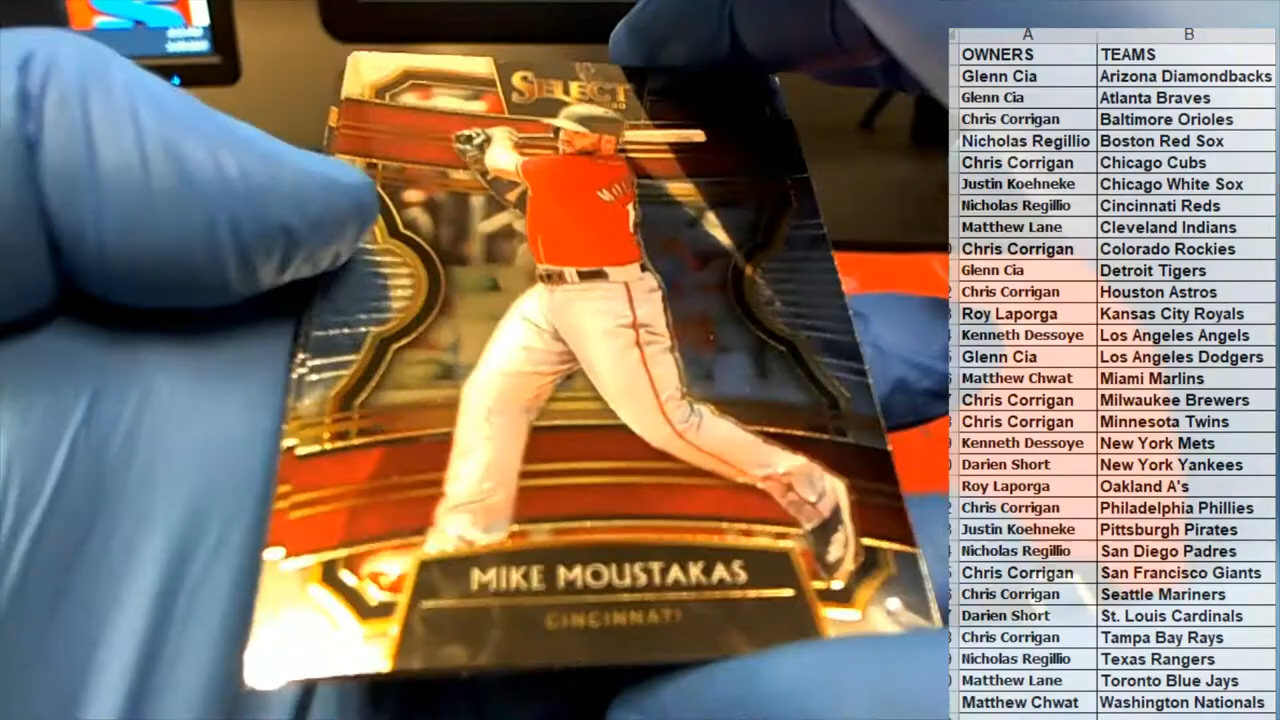 SELECT
MIKE MOUSTAKAS
CINCINNATI
A B
OWNERS TEAMS
Glenn Cia Arizona Diamondbacks
Glenn Cia Atlanta Braves
Chris Corrigan Baltimore Orioles
Nicholas Regillio Boston Red Sox
Chris Corrigan Chicago Cubs
Justin Koehneke Chicago White Sox
Nicholas Regillio Cincinnati Reds
Matthew Lane Cleveland Indians
Chris Corrigan Colorado Rockies
Glenn Cia Detroit Tigers
Chris Corrigan Houston Astros
Roy Laporga Kansas City Royals
Kenneth Dessoye Los Angeles Angels
Glenn Cia Los Angeles Dodgers
Matthew Chwat Miami Marlins
Chris Corrigan Milwaukee Brewers
Chris Corrigan Minnesota Twins
Kenneth Dessoye New York Mets
Darien Short New York Yankees
Roy Laporga Oakland A's
Chris Corrigan Philadelphia Phillies
Justin Koehneke Pittsburgh Pirates
Nicholas Regillio San Diego Padres
Chris Corrigan San Francisco Giants
Chris Corrigan Seattle Mariners
Darien Short St. Louis Cardinals
Chris Corrigan Tampa Bay Rays
Nicholas Regillio Texas Rangers
Matthew Lane Toronto Blue Jays
Matthew Chwat Washington Nationals